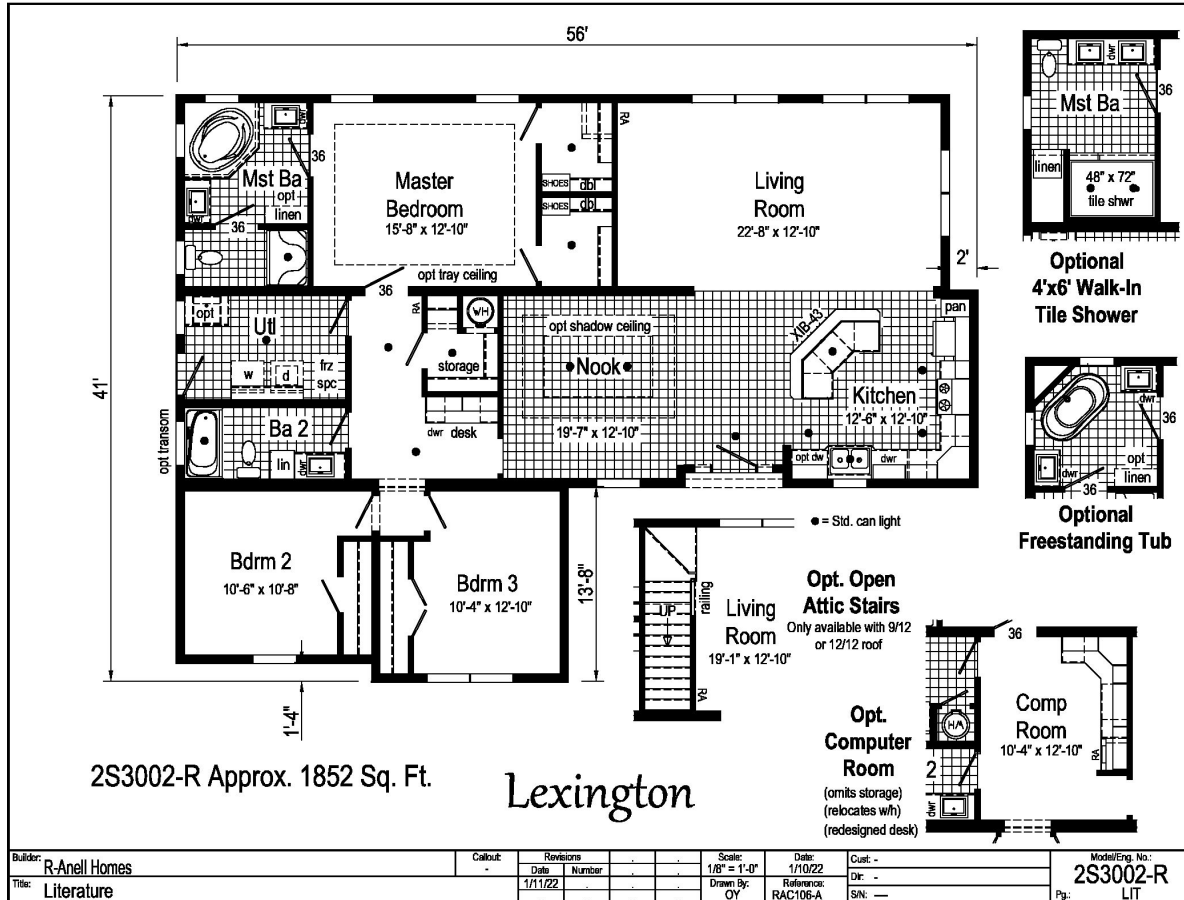 56'
41'
Mst Ba
dwr
36
opt
linen
dwr
36
Master
Bedroom
15'-8" x 12'-10"
opt tray ceiling
36
SHOES
dbl
SHOES
dbl
RA
Living
Room
22'-8" x 12'-10"
2'
pan
opt
Utl
w
d
frz
spc
RA
WH
storage
dwr
desk
opt shadow ceiling
Nook
19'-7" x 12'-10"
XIB-43
Kitchen
12'-6" x 12'-10"
opt dw
dwr
opt transom
Ba 2
lin
dwr
Bdrm 2
10'-6" x 10'-8"
Bdrm 3
10'-4" x 12'-10"
13'-8"
1'-4"
● = Std. can light
Mst Ba
dwr
36
linen
48" x 72"
tile shwr
Optional
4'x6' Walk-In
Tile Shower
dwr
36
dwr
opt
linen
36
Optional
Freestanding Tub
UP
railing
RA
Living
Room
19'-1" x 12'-10"
Opt. Open
Attic Stairs
Only available with 9/12
or 12/12 roof
Opt.
Computer
Room
(omits storage)
(relocates w/h)
(redesigned desk)
36
Comp
Room
10'-4" x 12'-10"
RA
2
dwr
2S3002-R Approx. 1852 Sq. Ft.
Lexington
Builder: R-Anell Homes
Title: Literature
Callout: -
Revisions
Date Number
1/11/22
Scale:
1/8" = 1'-0"
Date:
1/10/22
Drawn By:
OY
Reference:
RAC106-A
Cust: -
Dir: -
S/N: —
Model/Eng. No.:
2S3002-R
Pg.: LIT